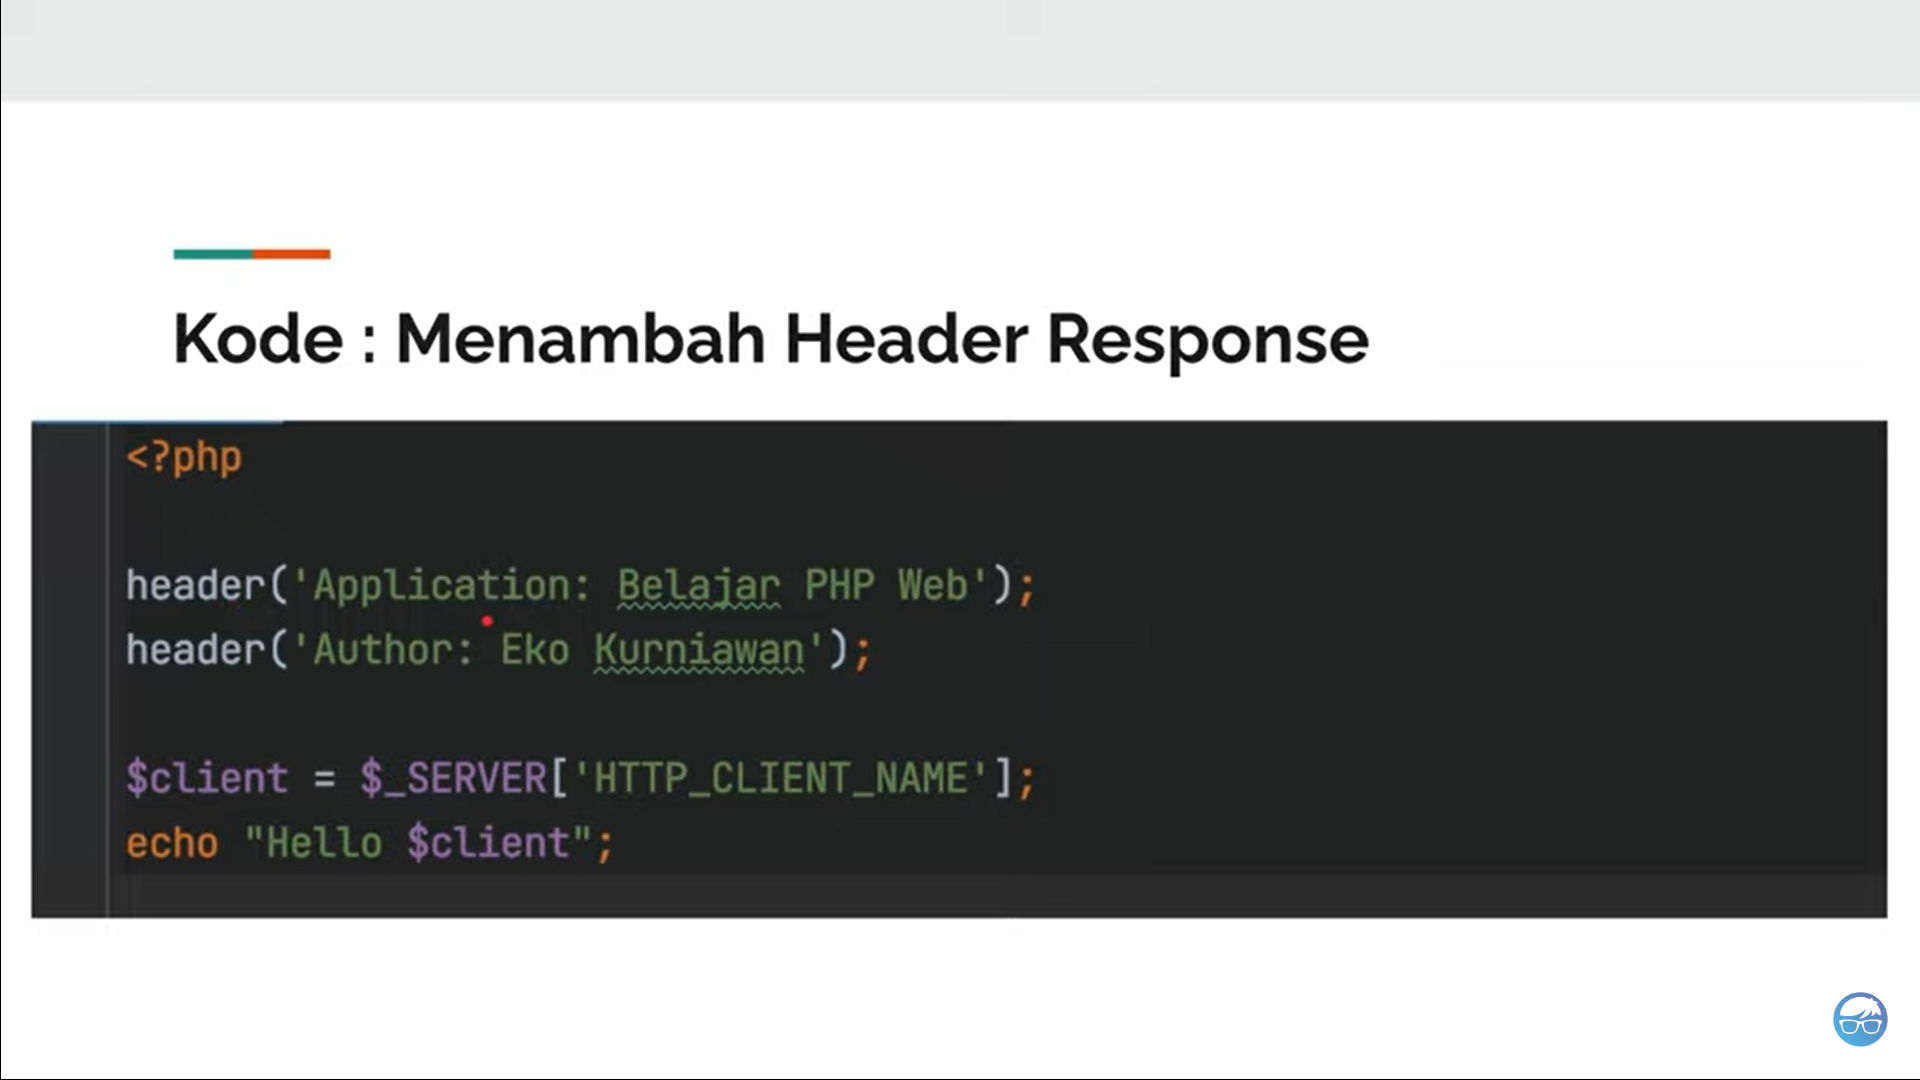 Kode : Menambah Header Response
<?php
header('Application: Belajar PHP Web');
header('Author: Eko Kurniawan');
$client = $_SERVER['HTTP_CLIENT_NAME'];
echo "Hello $client";